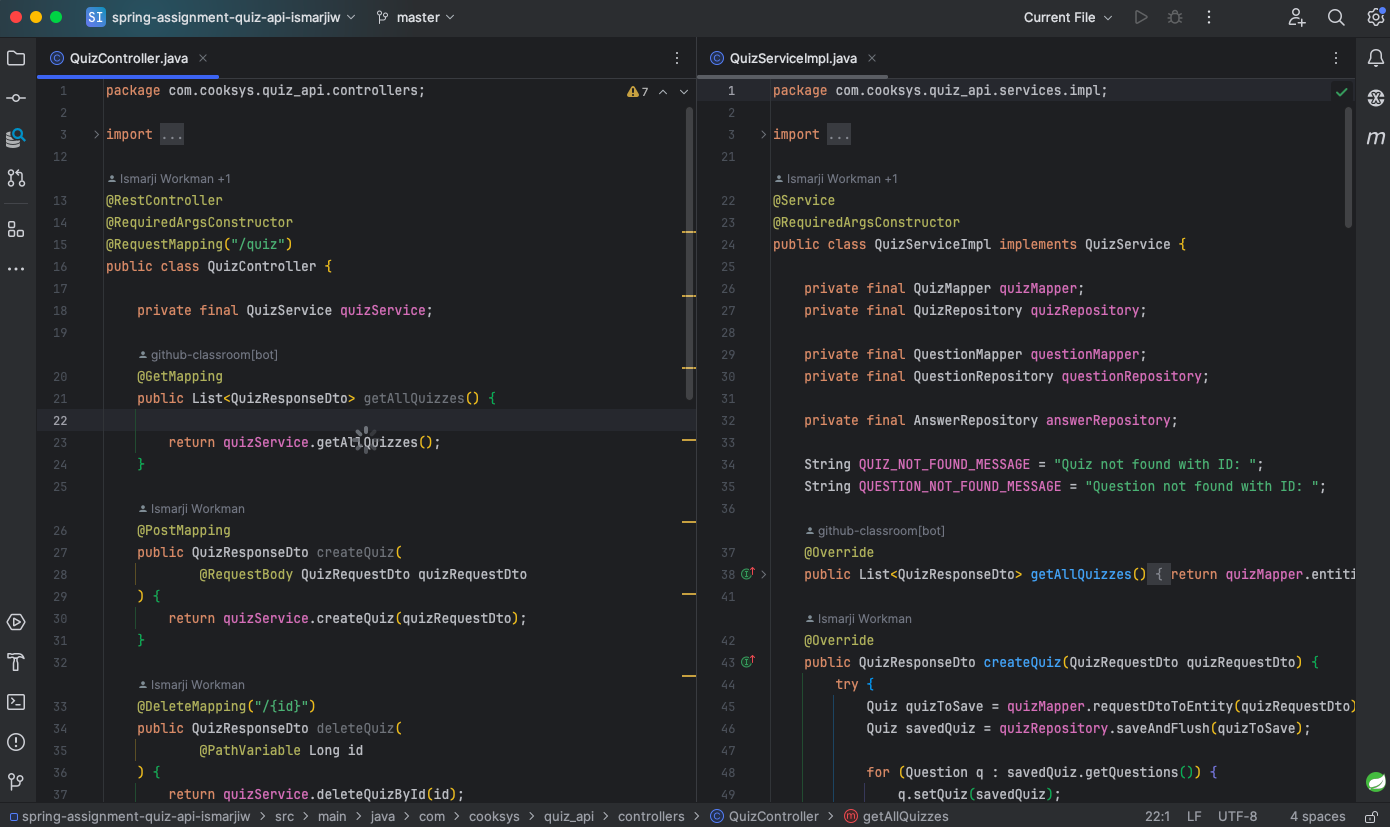 SI spring-assignment-quiz-api-ismarjiw master Current File
QuizController.java
1 package com.cooksys.quiz_api.controllers; 7
2
3 import ...
12
Ismarji Workman +1
13 @RestController
14 @RequiredArgsConstructor
15 @RequestMapping("/quiz")
16 public class QuizController {
17
18 private final QuizService quizService;
19
github-classroom[bot]
20 @GetMapping
21 public List<QuizResponseDto> getAllQuizzes() {
22
23 return quizService.getAllQuizzes();
24 }
25
Ismarji Workman
26 @PostMapping
27 public QuizResponseDto createQuiz(
28 @RequestBody QuizRequestDto quizRequestDto
29 ) {
30 return quizService.createQuiz(quizRequestDto);
31 }
32
Ismarji Workman
33 @DeleteMapping("/{id}")
34 public QuizResponseDto deleteQuiz(
35 @PathVariable Long id
36 ) {
37 return quizService.deleteQuizById(id);
QuizServiceImpl.java
1 package com.cooksys.quiz_api.services.impl;
2
3 import ...
21
Ismarji Workman +1
22 @Service
23 @RequiredArgsConstructor
24 public class QuizServiceImpl implements QuizService {
25
26 private final QuizMapper quizMapper;
27 private final QuizRepository quizRepository;
28
29 private final QuestionMapper questionMapper;
30 private final QuestionRepository questionRepository;
31
32 private final AnswerRepository answerRepository;
33
34 String QUIZ_NOT_FOUND_MESSAGE = "Quiz not found with ID: ";
35 String QUESTION_NOT_FOUND_MESSAGE = "Question not found with ID: ";
36
github-classroom[bot]
37 @Override
38 public List<QuizResponseDto> getAllQuizzes() { return quizMapper.entiti
41
Ismarji Workman
42 @Override
43 public QuizResponseDto createQuiz(QuizRequestDto quizRequestDto) {
44 try {
45 Quiz quizToSave = quizMapper.requestDtoToEntity(quizRequestDto)
46 Quiz savedQuiz = quizRepository.saveAndFlush(quizToSave);
47
48 for (Question q : savedQuiz.getQuestions()) {
49 q.setQuiz(savedQuiz);
m
spring-assignment-quiz-api-ismarjiw > src > main > java > com > cooksys > quiz_api > controllers > QuizController > getAllQuizzes 22:1 LF UTF-8 4 spaces